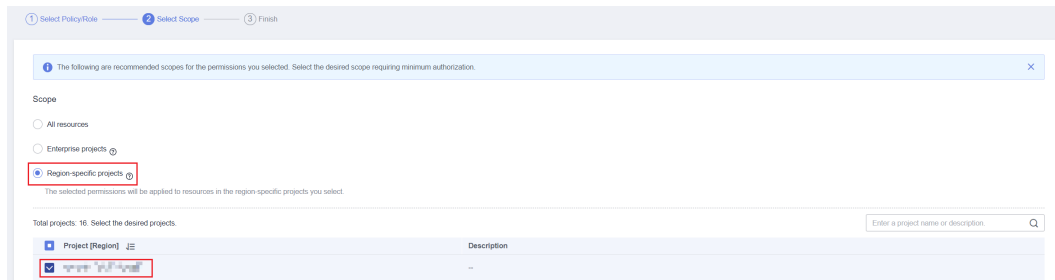 1 Select Policy/Role 2 Select Scope 3 Finish
The following are recommended scopes for the permissions you selected. Select the desired scope requiring minimum authorization.
Scope
All resources
Enterprise projects
Region-specific projects
The selected permissions will be applied to resources in the region-specific projects you select.
Total projects: 16. Select the desired projects. Enter a project name or description.
Project [Region] Description
--